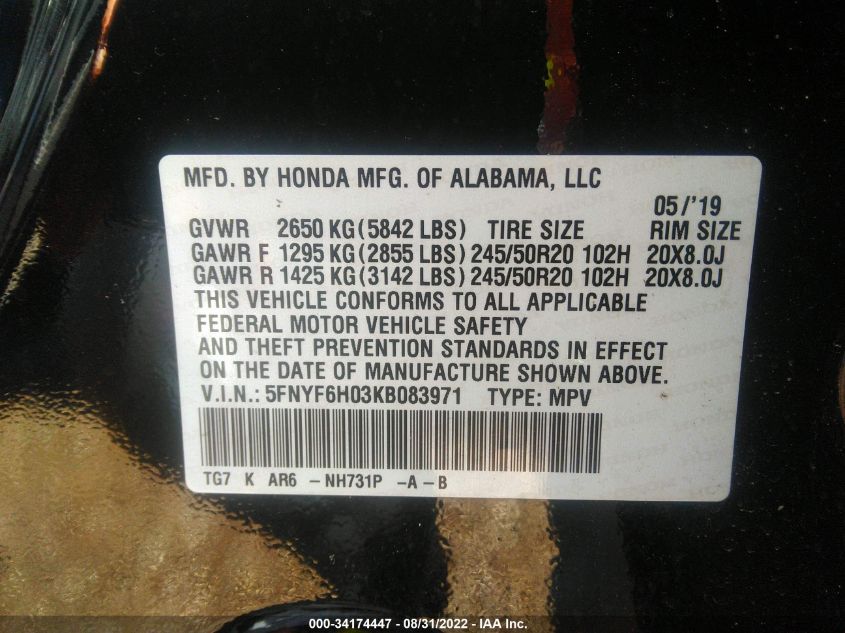 MFD. BY HONDA MFG. OF ALABAMA, LLC
05/'19
GVWR 2650 KG(5842 LBS) TIRE SIZE RIM SIZE
GAWR F 1295 KG(2855 LBS) 245/50R20 102H 20X8.0J
GAWR R 1425 KG(3142 LBS) 245/50R20 102H 20X8.0J
THIS VEHICLE CONFORMS TO ALL APPLICABLE
FEDERAL MOTOR VEHICLE SAFETY
AND THEFT PREVENTION STANDARDS IN EFFECT
ON THE DATE OF MANUFACTURE SHOWN ABOVE.
V.I.N.: 5FNYF6H03KB083971 TYPE: MPV
TG7 K AR6 -NH731P -A-B
000-34174447 - 08/31/2022 - IAA Inc.